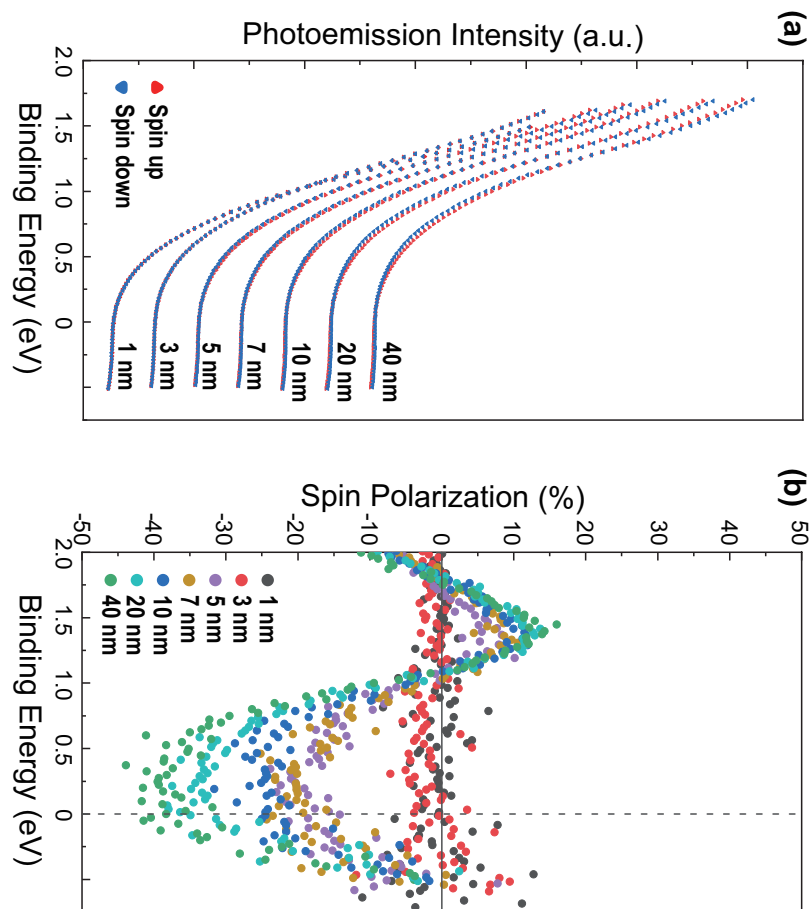 (a)
Photoemission Intensity (a.u.)
2.0
1.5
1.0
0.5
0
Binding Energy (eV)
Spin up
Spin down
1 nm
3 nm
5 nm
7 nm
10 nm
20 nm
40 nm
(b)
Spin Polarization (%)
50
40
30
20
10
0
-10
-20
-30
-40
-50
2.0
1.5
1.0
0.5
0
Binding Energy (eV)
1 nm
3 nm
5 nm
7 nm
10 nm
20 nm
40 nm